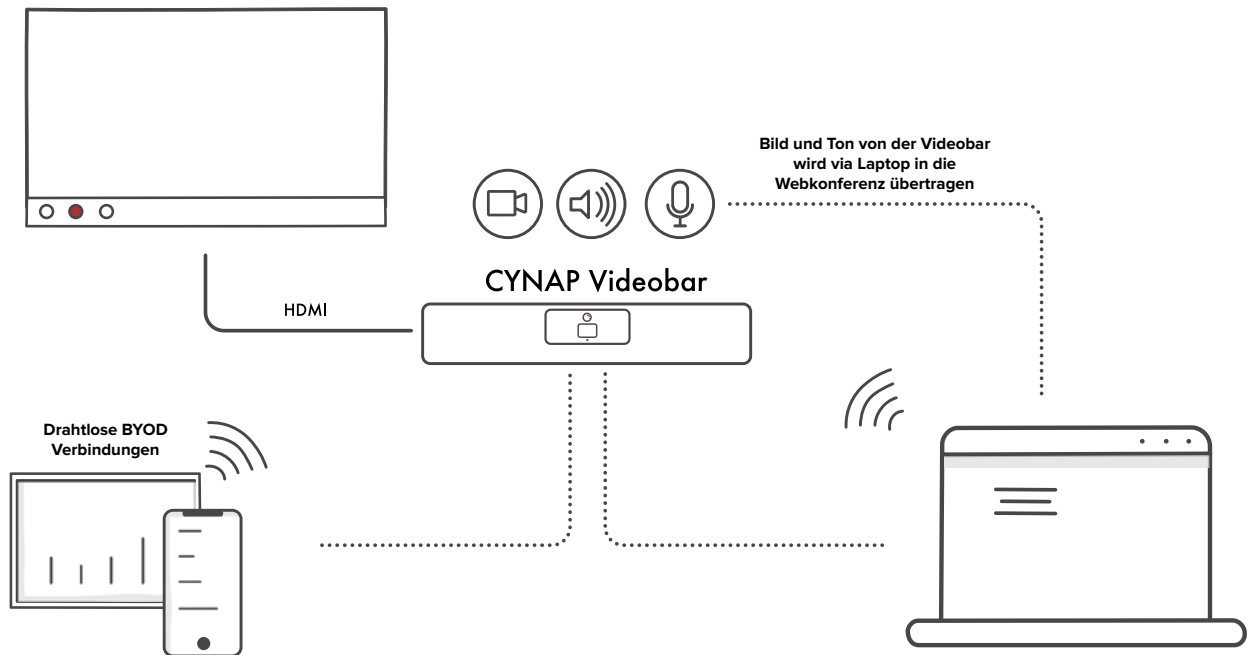 Bild und Ton von der Videobar
wird via Laptop in die
Webkonferenz übertragen
CYNAP Videobar
HDMI
Drahtlose BYOD
Verbindungen